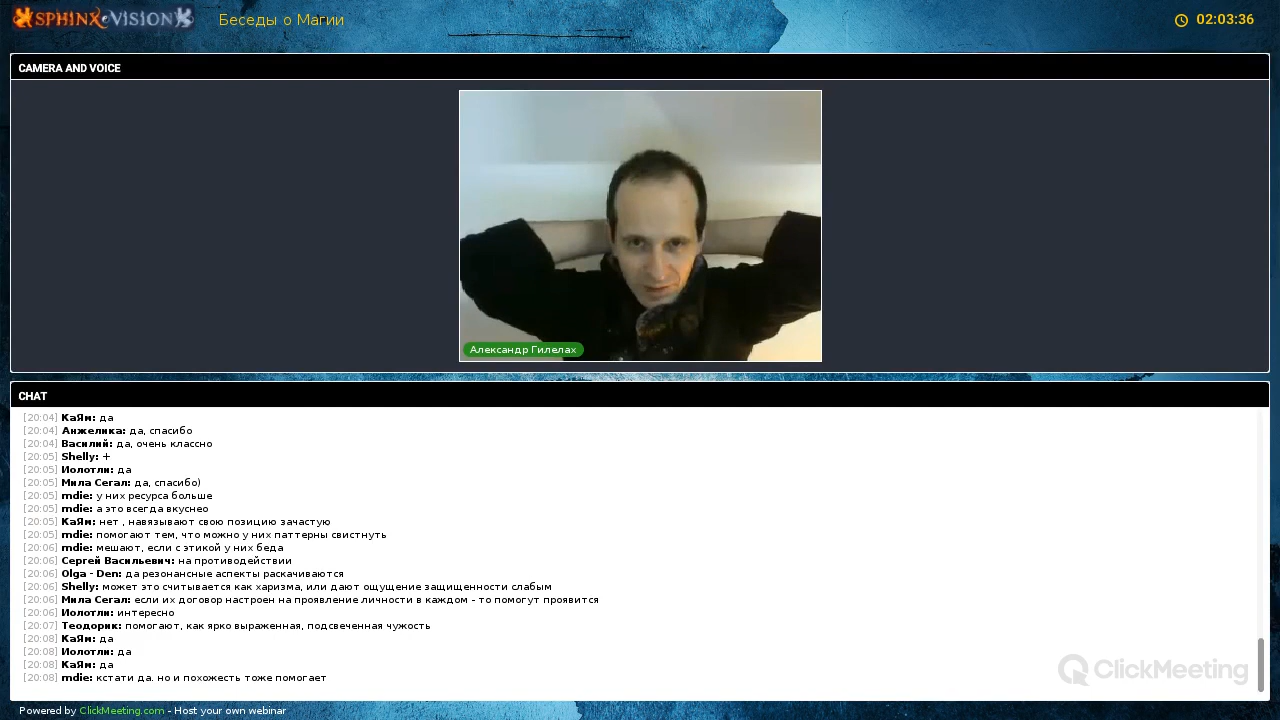 SPHINX VISION Беседы о Магии 02:03:36
CAMERA AND VOICE
Александр Гилелах
CHAT
[20:04] КаЯн: да
[20:04] Анжелика: да, спасибо
[20:04] Василий: да, очень классно
[20:05] Shelly: +
[20:05] Иолотли: да
[20:05] Мила Сегал: да, спасибо)
[20:05] rndie: у них ресурса больше
[20:05] rndie: а это всегда вкуснео
[20:05] КаЯн: нет , навязывают свою позицию зачастую
[20:05] rndie: помогают тем, что можно у них паттерны свистнуть
[20:06] rndie: мешают, если с этикой у них беда
[20:06] Сергей Васильевич: на противодействии
[20:06] Olga - Den: да резонансные аспекты раскачиваются
[20:06] Shelly: может это считывается как харизма, или дают ощущение защищенности слабым
[20:06] Мила Сегал: если их договор настроен на проявление личности в каждом - то помогут проявится
[20:06] Иолотли: интересно
[20:07] Теодорик: помогают, как ярко выраженная, подсвеченная чужость
[20:08] КаЯн: да
[20:08] Иолотли: да
[20:08] КаЯн: да
[20:08] rndie: кстати да. но и похожесть тоже помогает
ClickMeeting
Powered by ClickMeeting.com - Host your own webinar